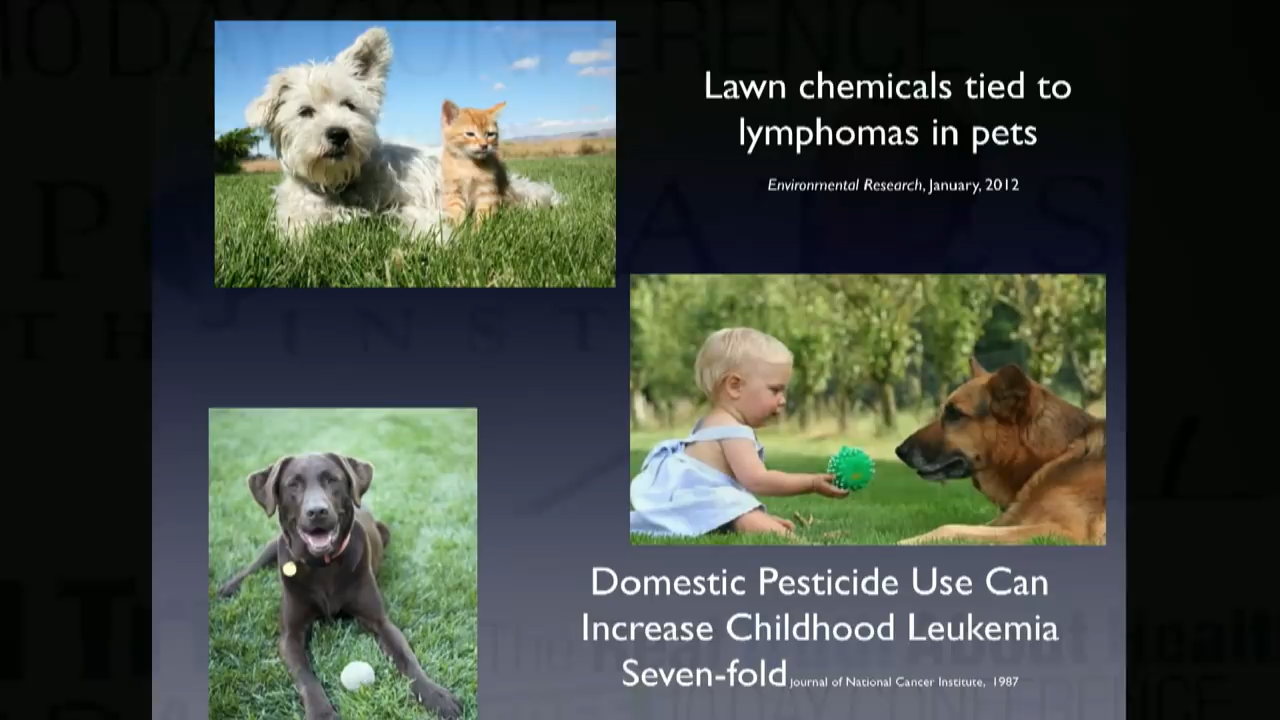 Lawn chemicals tied to
lymphomas in pets
Environmental Research, January, 2012
Domestic Pesticide Use Can
Increase Childhood Leukemia
Seven-fold Journal of National Cancer Institute, 1987